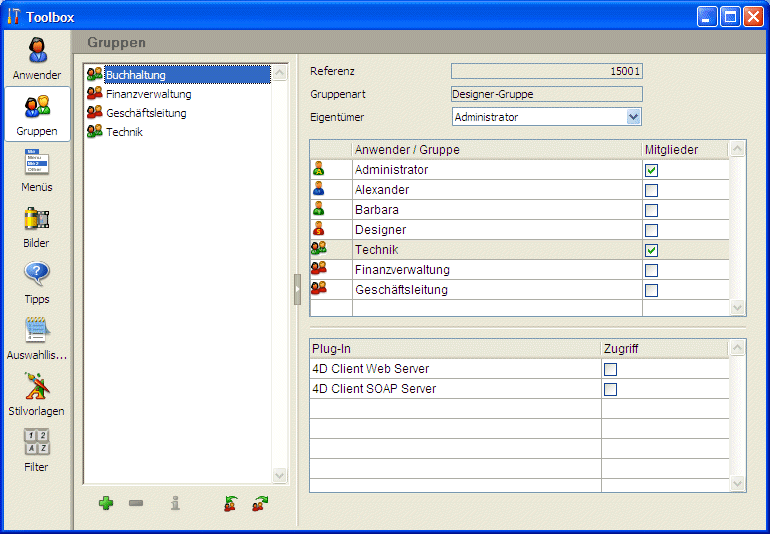 Toolbox
Anwender
Gruppen
Menüs
Bilder
Tipps
Auswahllis...
Stilvorlagen
Filter
Gruppen
Buchhaltung
Finanzverwaltung
Geschäftsleitung
Technik
Referenz 15001
Gruppenart Designer-Gruppe
Eigentümer Administrator
Anwender / Gruppe Mitglieder
Administrator
Alexander
Barbara
Designer
Technik
Finanzverwaltung
Geschäftsleitung
Plug-In Zugriff
4D Client Web Server
4D Client SOAP Server